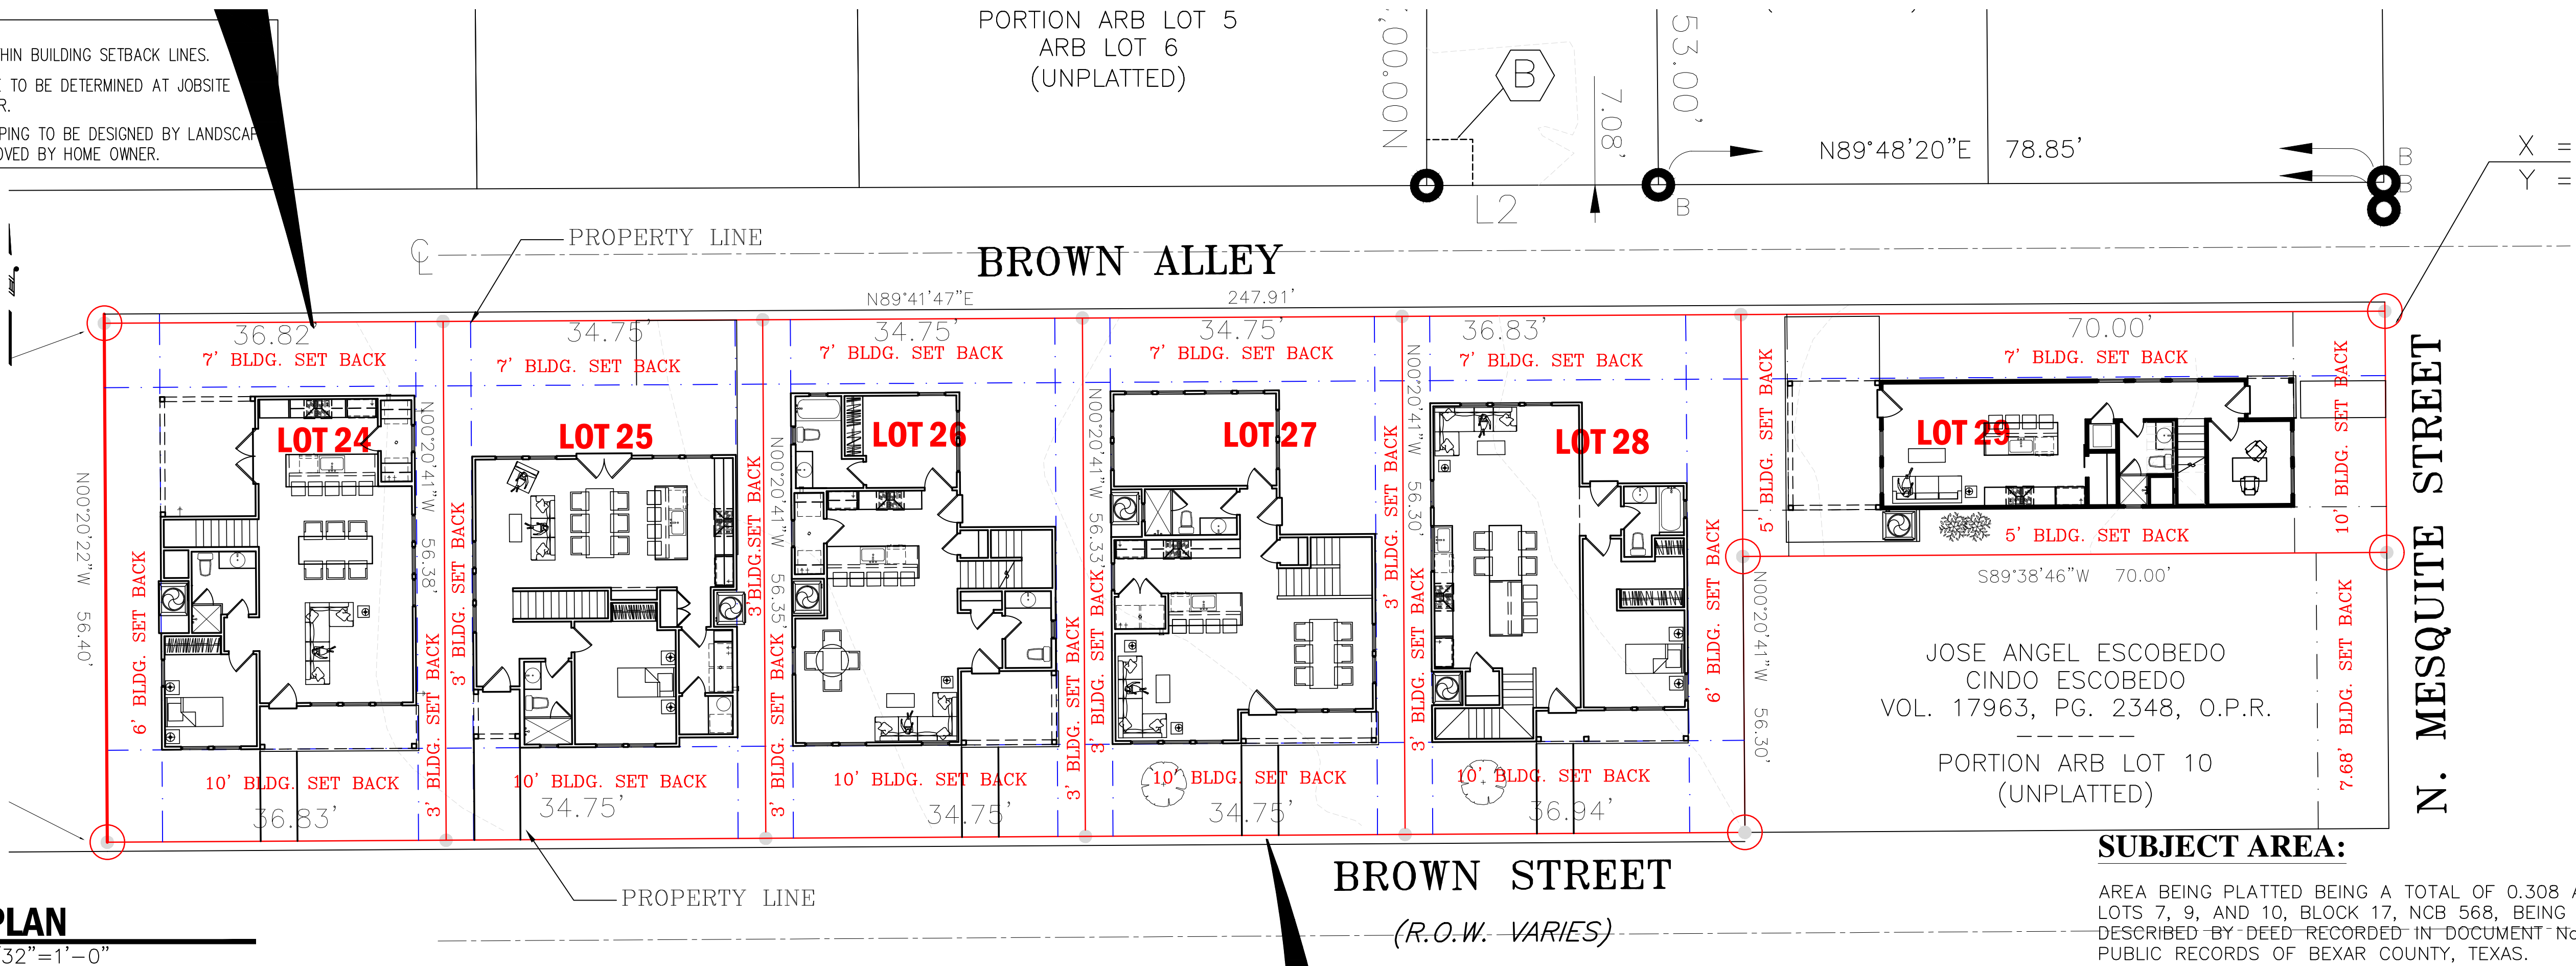 THIN BUILDING SETBACK LINES.
TO BE DETERMINED AT JOBSITE
R.
PING TO BE DESIGNED BY LANDSCAP
OVED BY HOME OWNER.
PORTION ARB LOT 5
ARB LOT 6
(UNPLATTED)
B
53.00'
7.08'
N89°48'20"E 78.85'
B
B
X =
Y =
L2
B
PROPERTY LINE
BROWN ALLEY
N89°41'47"E 247.91'
36.82'
34.75'
34.75'
34.75'
36.83'
70.00'
7' BLDG. SET BACK
7' BLDG. SET BACK
7' BLDG. SET BACK
7' BLDG. SET BACK
7' BLDG. SET BACK
7' BLDG. SET BACK
LOT 24
LOT 25
LOT 26
LOT 27
LOT 28
LOT 29
N00°20'22"W 56.40'
6' BLDG. SET BACK
N00°20'41"W 56.38'
3' BLDG. SET BACK
3' BLDG. SET BACK
3'BLDG.SET BACK
3' BLDG. SET BACK
N00°20'41"W 56.35'
3' BLDG. SET BACK
3' BLDG. SET BACK
N00°20'41"W 56.33'
3' BLDG. SET BACK
3' BLDG. SET BACK
N00°20'41"W 56.30'
6' BLDG. SET BACK
N00°20'41"W 56.30'
5' BLDG. SET BACK
5' BLDG. SET BACK
10' BLDG. SET BACK
S89°38'46"W 70.00'
7.68' BLDG. SET BACK
N. MESQUITE STREET
JOSE ANGEL ESCOBEDO
CINDO ESCOBEDO
VOL. 17963, PG. 2348, O.P.R.
PORTION ARB LOT 10
(UNPLATTED)
10' BLDG. SET BACK
10' BLDG. SET BACK
10' BLDG. SET BACK
10' BLDG. SET BACK
10' BLDG. SET BACK
36.83'
34.75'
34.75'
34.75'
36.94'
PROPERTY LINE
BROWN STREET
(R.O.W. VARIES)
SUBJECT AREA:
AREA BEING PLATTED BEING A TOTAL OF 0.308 A
LOTS 7, 9, AND 10, BLOCK 17, NCB 568, BEING
DESCRIBED BY DEED RECORDED IN DOCUMENT No
PUBLIC RECORDS OF BEXAR COUNTY, TEXAS.
PLAN
32"=1'-0"